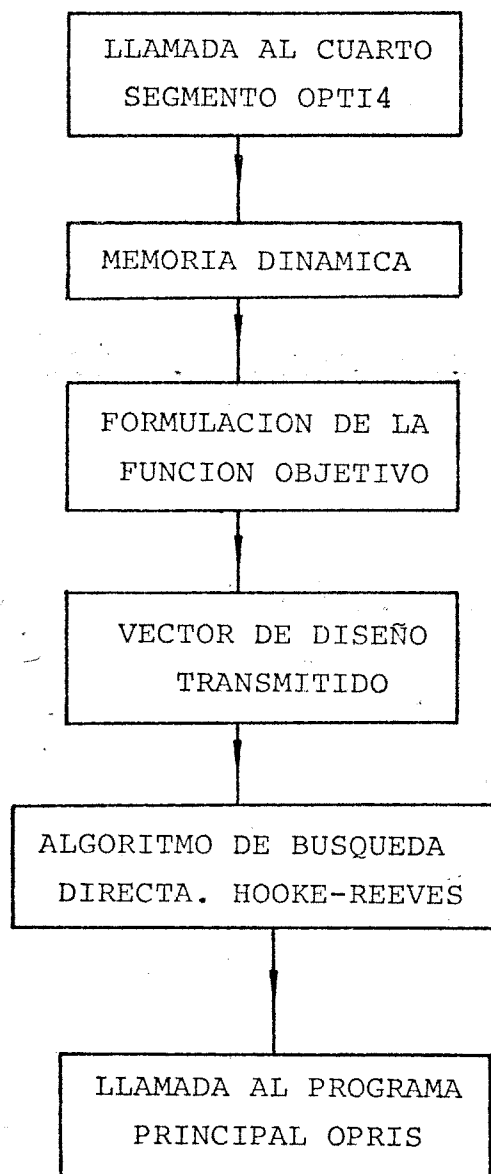 LLAMADA AL CUARTO
SEGMENTO OPTI4
MEMORIA DINAMICA
FORMULACION DE LA
FUNCION OBJETIVO
VECTOR DE DISEÑO
TRANSMITIDO
ALGORITMO DE BUSQUEDA
DIRECTA. HOOKE-REEVES
LLAMADA AL PROGRAMA
PRINCIPAL OPRIS